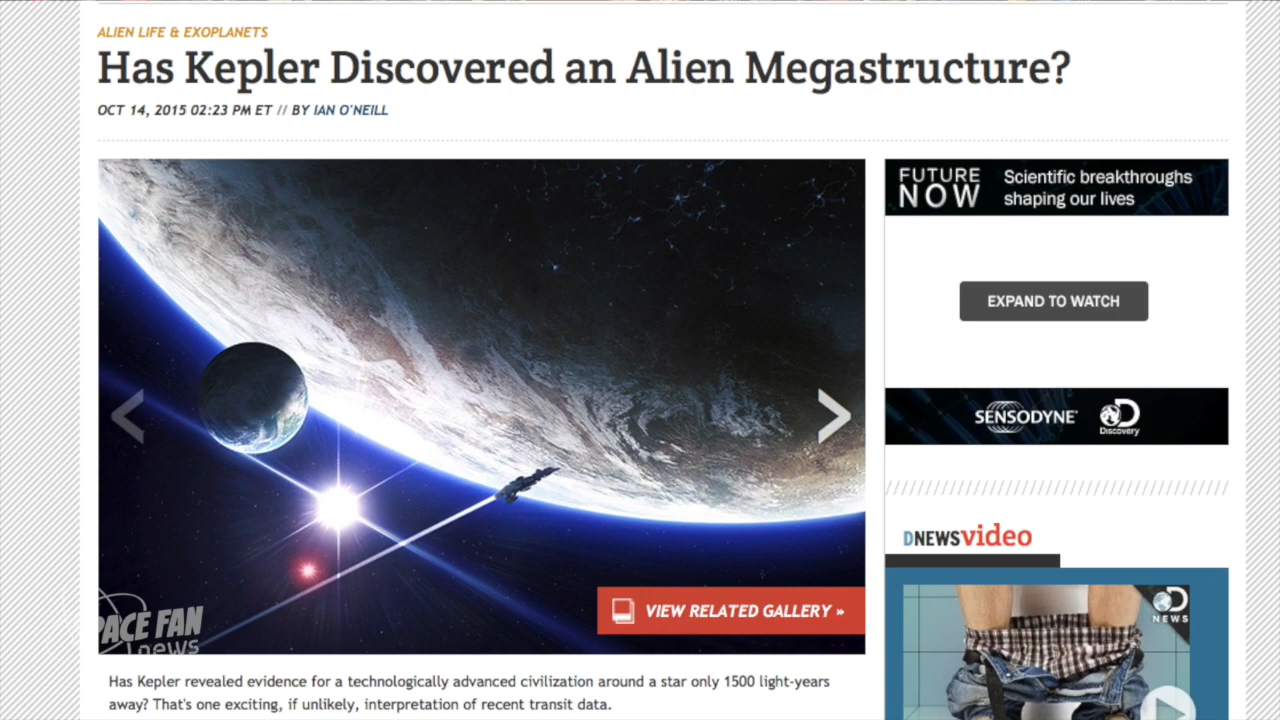 ALIEN LIFE & EXOPLANETS
Has Kepler Discovered an Alien Megastructure?
OCT 14, 2015 02:23 PM ET // BY IAN O'NEILL
FUTURE NOW
Scientific breakthroughs
shaping our lives
EXPAND TO WATCH
SENSODYNE
Discovery
VIEW RELATED GALLERY »
PACE FAN
news
Has Kepler revealed evidence for a technologically advanced civilization around a star only 1500 light-years
away? That's one exciting, if unlikely, interpretation of recent transit data.
DNEWSvideo
D
NEWS